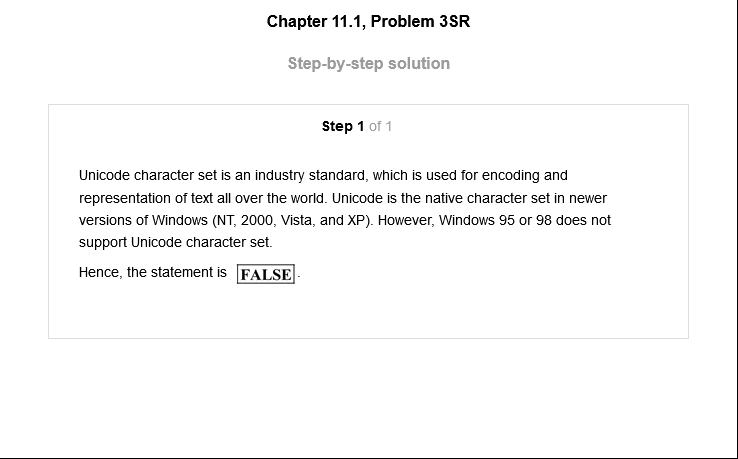 Chapter 11.1, Problem 3SR
Step-by-step solution
Step 1 of 1
Unicode character set is an industry standard, which is used for encoding and
representation of text all over the world. Unicode is the native character set in newer
versions of Windows (NT, 2000, Vista, and XP). However, Windows 95 or 98 does not
support Unicode character set.
Hence, the statement is FALSE.